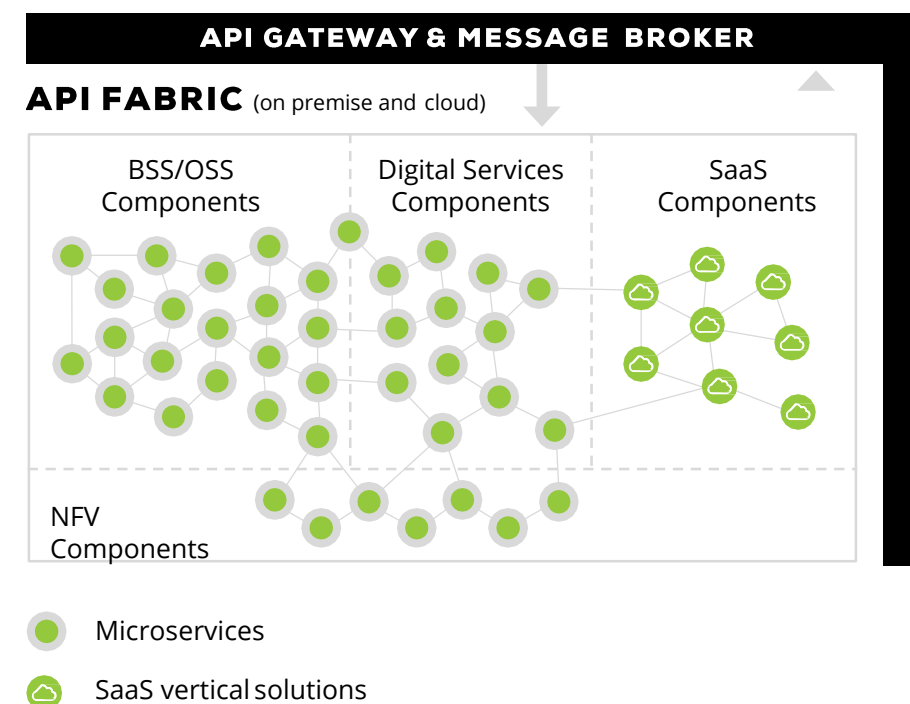 API GATEWAY & MESSAGE BROKER
API FABRIC (on premise and cloud)
BSS/OSS
Components
Digital Services
Components
SaaS
Components
NFV
Components
Microservices
SaaS vertical solutions